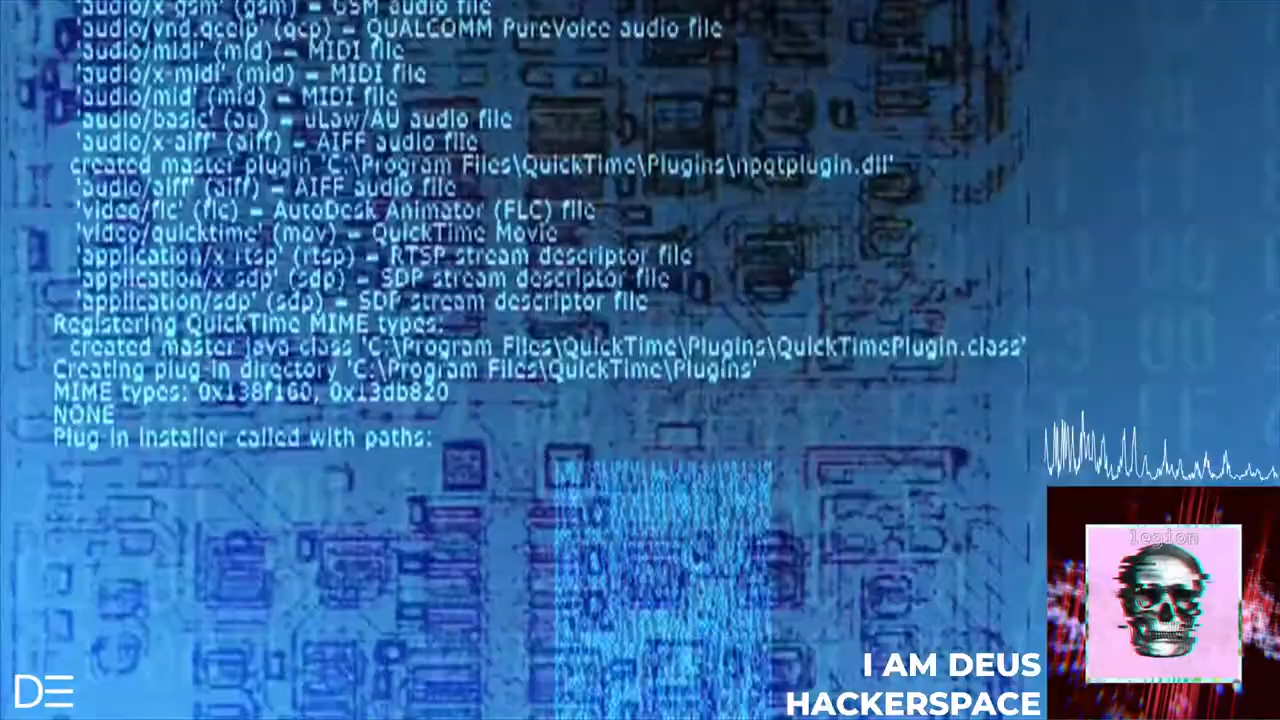 'audio/x-gsm' (gsm) - GSM audio file
'audio/vnd.qcelp' (qcp) - QUALCOMM PureVoice audio file
'audio/midi' (mid) - MIDI file
'audio/x-midi' (mid) - MIDI file
'audio/mid' (mid) - MIDI file
'audio/basic' (au) - uLaw/AU audio file
'audio/x-aiff' (aiff) - AIFF audio file
created master plugin 'C:\Program Files\QuickTime\Plugins\npqtplugin.dll'
'audio/aiff' (aiff) - AIFF audio file
'video/flc' (flc) - AutoDesk Animator (FLC) file
'video/quicktime' (mov) - QuickTime Movie
'application/x-rtsp' (rtsp) - RTSP stream descriptor file
'application/x-sdp' (sdp) - SDP stream descriptor file
'application/sdp' (sdp) - SDP stream descriptor file
Registering QuickTime MIME types:
created master java class 'C:\Program Files\QuickTime\Plugins\QuickTimePlugin.class'
Creating plug-in directory 'C:\Program Files\QuickTime\Plugins'
MIME types: 0x138f160, 0x13db820
NONE
Plug-in installer called with paths:
legion
I AM DEUS
HACKERSPACE
DE